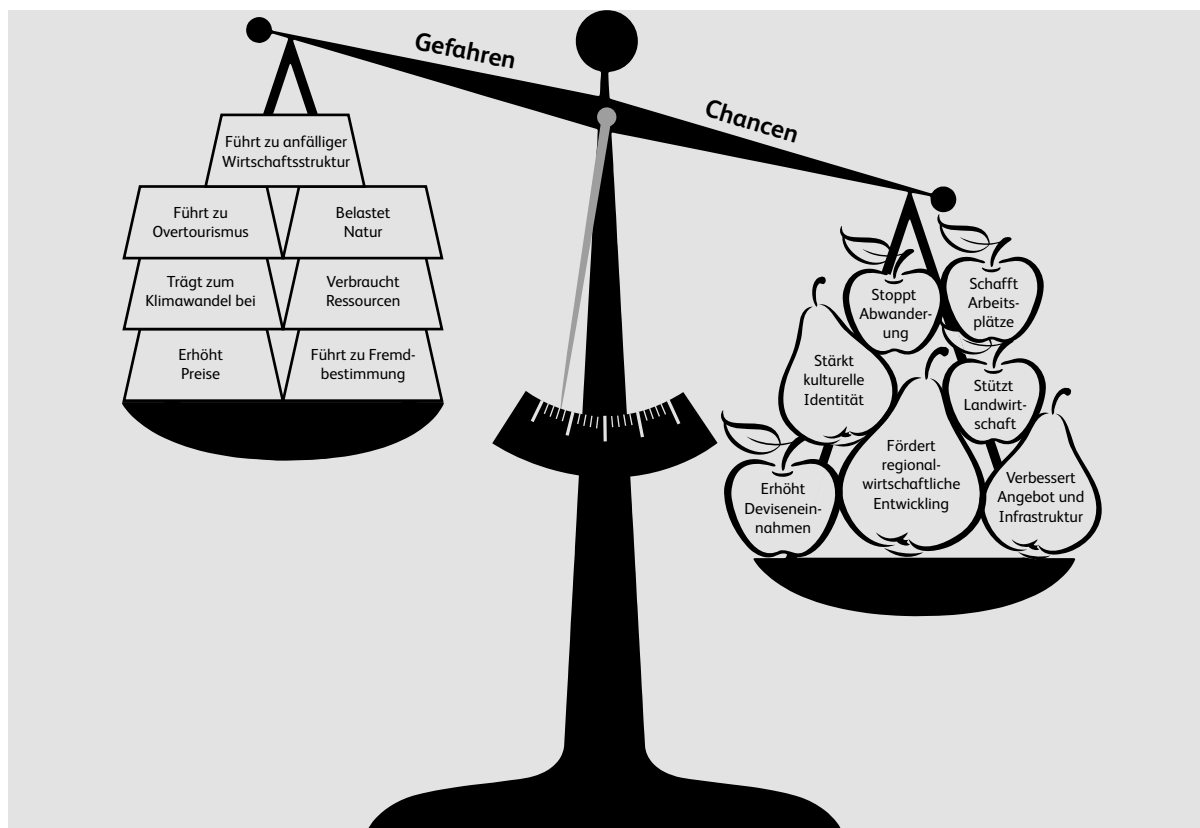 Gefahren
Chancen
Führt zu anfälliger
Wirtschaftsstruktur
Führt zu
Overtourismus
Belastet
Natur
Trägt zum
Klimawandel bei
Verbraucht
Ressourcen
Erhöht
Preise
Führt zu Fremd-
bestimmung
Stoppt
Abwander-
ung
Schafft
Arbeits-
plätze
Stärkt
kulturelle
Identität
Stützt
Landwirt-
schaft
Erhöht
Deviseneinn-
nahmen
Fördert
regional-
wirtschaftliche
Entwickling
Verbessert
Angebot und
Infrastruktur